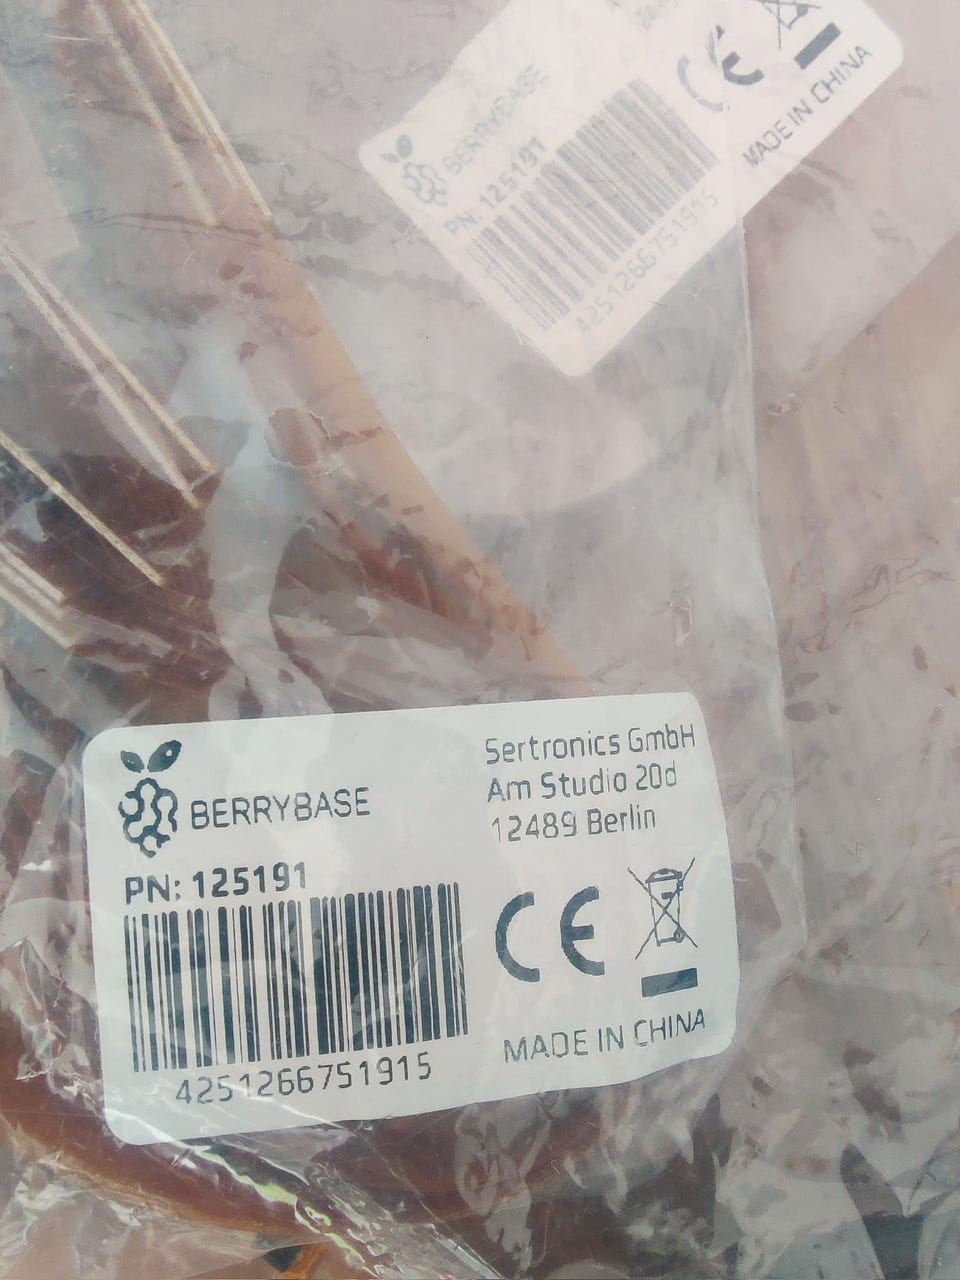 BERRYBASE
PN: 125191
4251266751915
MADE IN CHINA
BERRYBASE
Sertronics GmbH
Am Studio 20d
12489 Berlin
PN: 125191
4251266751915
CE
MADE IN CHINA